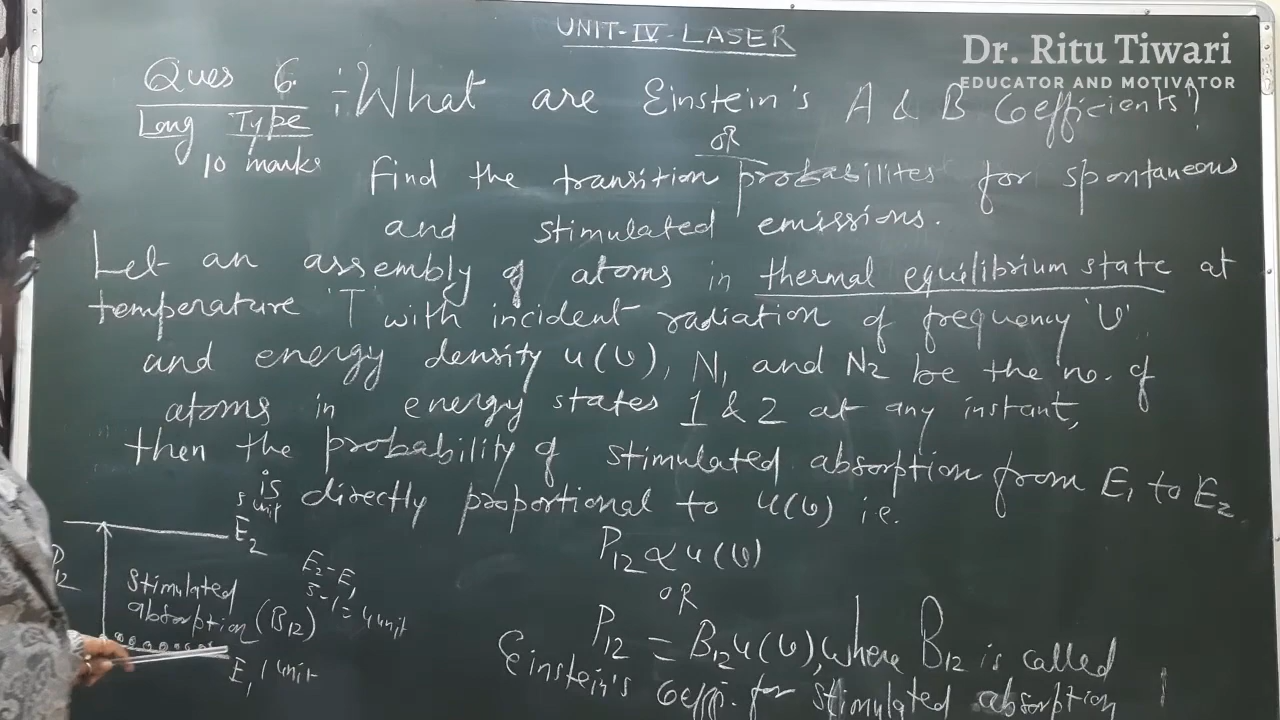 UNIT-IV-LASER
Dr. Ritu Tiwari
EDUCATOR AND MOTIVATOR
Ques 6 :- What are Einstein's A & B Coefficients?
Long Type
OR
10 marks
Find the transition probabilites for spontaneous
and stimulated emissions.
Let an assembly of atoms in thermal equilibrium state at
temperature 'T' with incident radiation of frequency 'υ'
and energy density u(υ), N1 and N2 be the no. of
atoms in energy states 1 & 2 at any instant,
then the probability of stimulated absorption from E1 to E2
is directly proportional to u(υ) i.e.
5 unit
E2
P12 ∝ u(υ)
OR
P12 = B12 u(υ), where B12 is called
Einstein's Coeff. for stimulated absorption
P12
Stimulated
absorption (B12)
E2-E1
5-1=4 unit
E1 1 unit